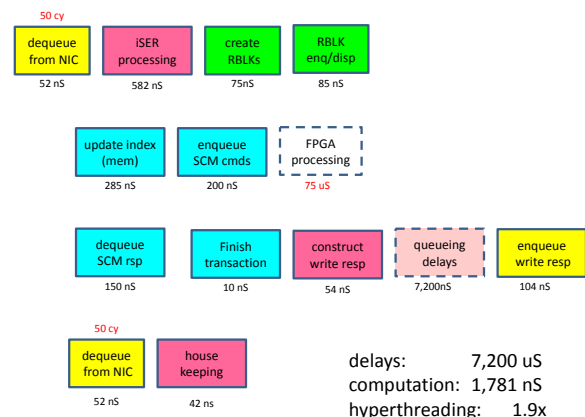 50 cy
dequeue
from NIC
iSER
processing
create
RBLKs
RBLK
enq/disp
52 nS
582 nS
75nS
85 nS
update index
(mem)
enqueue
SCM cmds
FPGA
processing
285 nS
200 nS
75 uS
dequeue
SCM rsp
Finish
transaction
construct
write resp
queueing
delays
enqueue
write resp
150 nS
10 nS
54 nS
7,200nS
104 nS
50 cy
dequeue
from NIC
house
keeping
52 nS
42 ns
delays: 7,200 uS
computation: 1,781 nS
hyperthreading: 1.9x